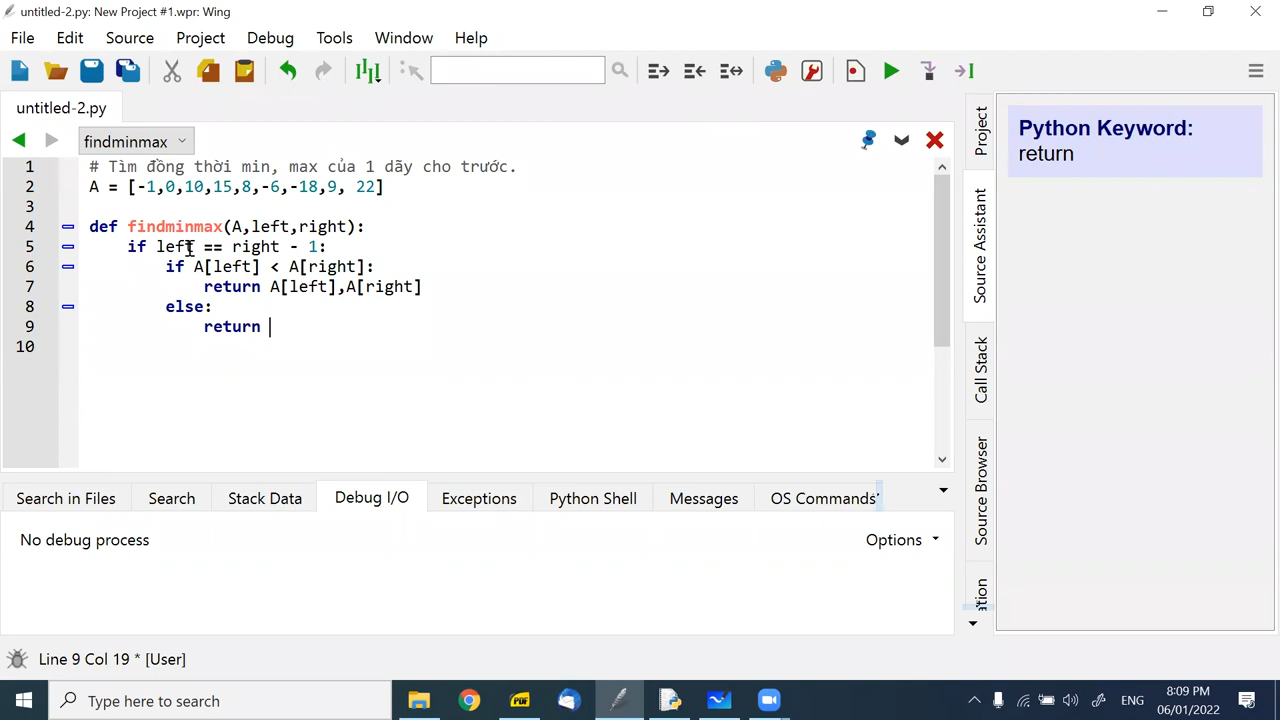 untitled-2.py: New Project #1.wpr: Wing
File Edit Source Project Debug Tools Window Help
untitled-2.py
findminmax
1 # Tìm đồng thời min, max của 1 dãy cho trước.
2 A = [-1,0,10,15,8,-6,-18,9, 22]
3
4 def findminmax(A,left,right):
5 if left == right - 1:
6 if A[left] < A[right]:
7 return A[left],A[right]
8 else:
9 return
10
Project
Source Assistant
Call Stack
Source Browser
Python Keyword:
return
Search in Files Search Stack Data Debug I/O Exceptions Python Shell Messages OS Commands
No debug process Options
Line 9 Col 19 * [User]
Type here to search
PDF
ENG
8:09 PM
06/01/2022